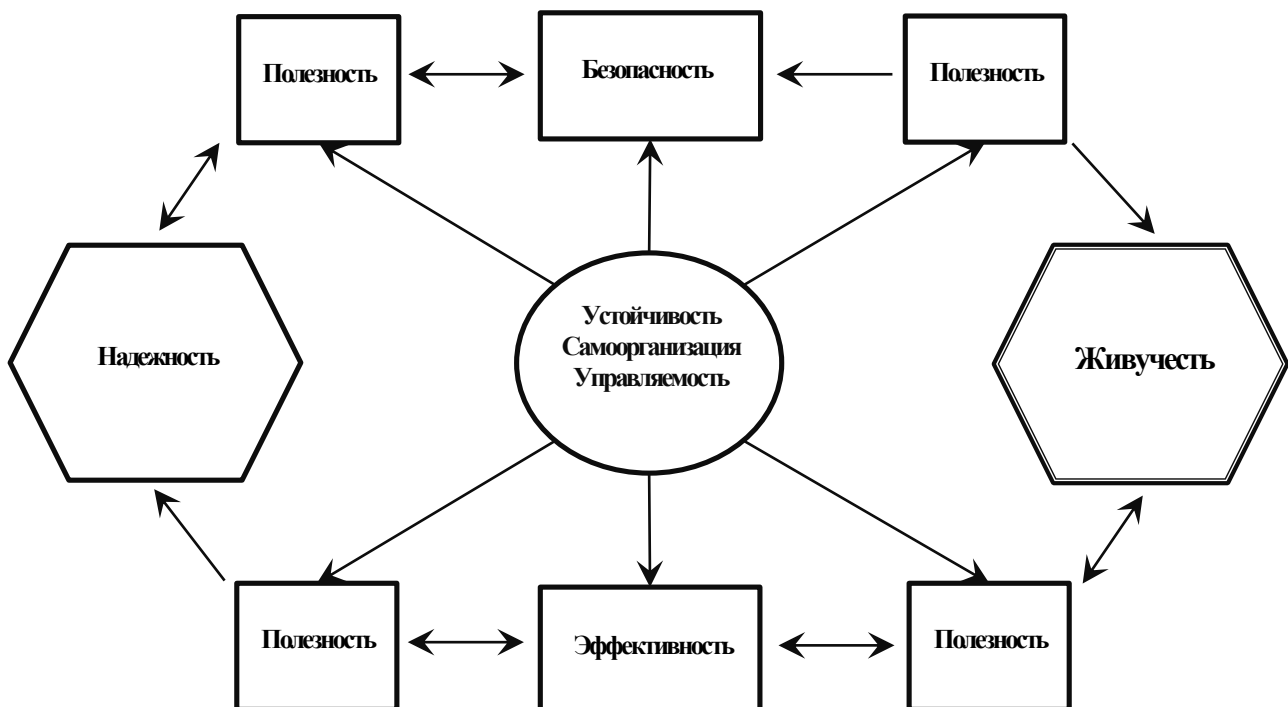 Полезность
Безопасность
Полезность
Устойчивость
Самоорганизация
Управляемость
Надежность
Живучесть
Полезность
Эффективность
Полезность